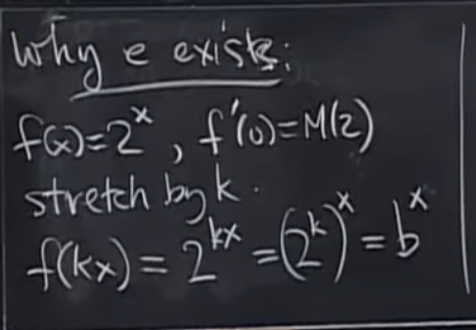 Why e exists:
f(x)=2^x, f'(0)=M(2)
stretch by k.
f(kx) = 2^{kx} = (2^k)^x = b^x